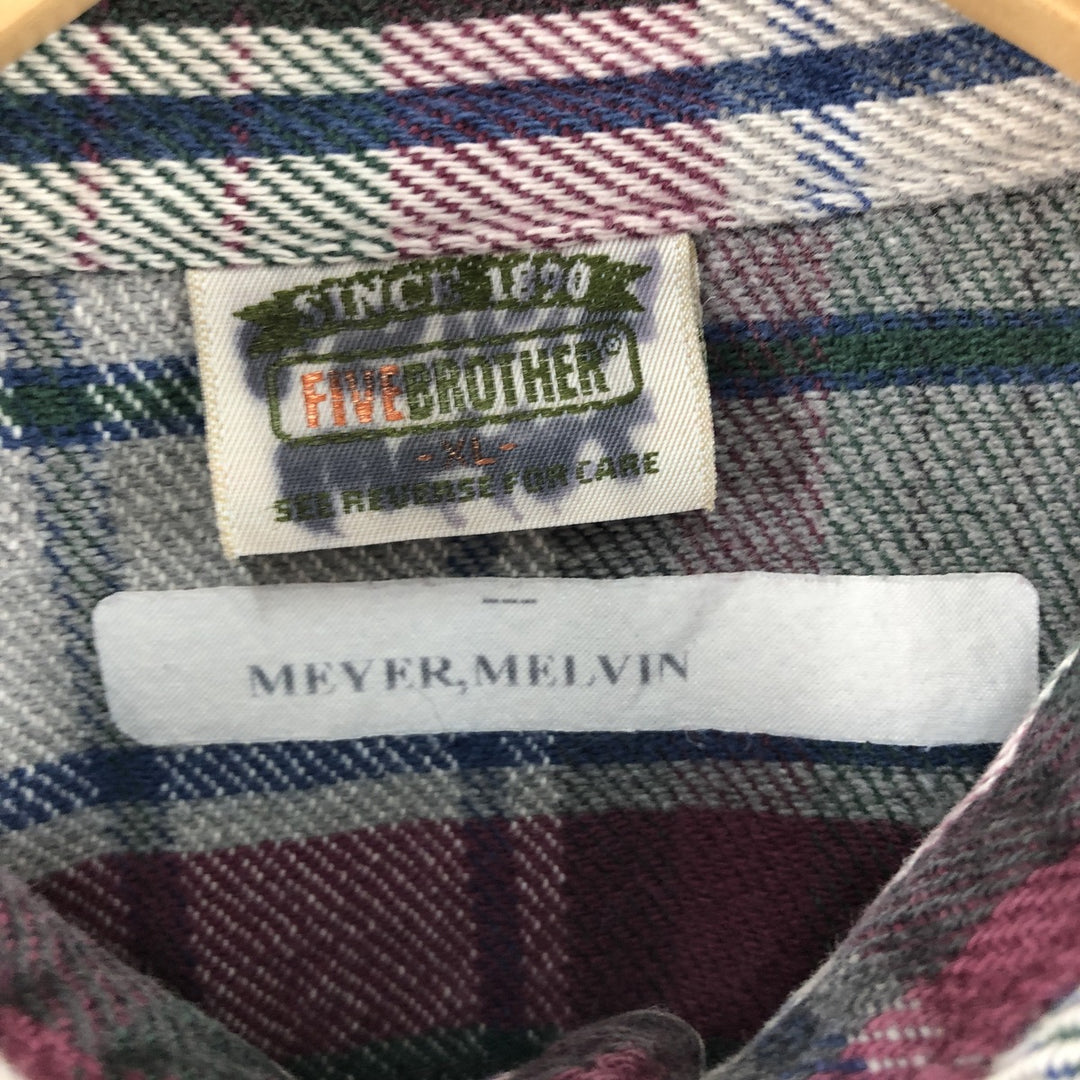 SINCE 1890
FIVEBROTHER®
-XL-
SEE REVERSE FOR CARE
---
MEYER,MELVIN